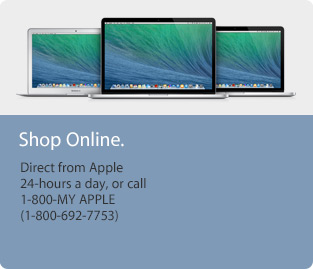 Shop Online.
Direct from Apple
24-hours a day, or call
1-800-MY APPLE
(1-800-692-7753)